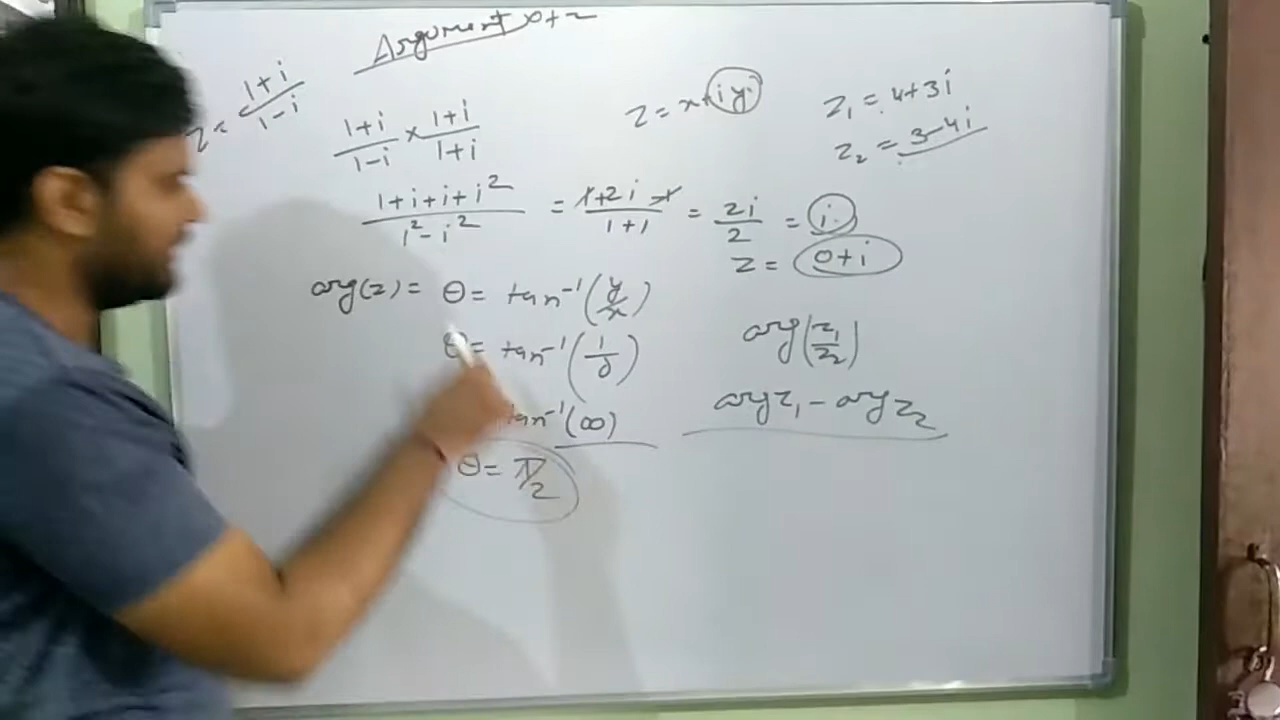 Argument of z
z = 1+i/1-i
1+i/1-i × 1+i/1+i
1+i+i+i²/1²-i² = 1+2i-1/1+1 = 2i/2 = i
z = 0+i
arg(z) = θ = tan⁻¹(y/x)
θ = tan⁻¹(1/0)
tan⁻¹(∞)
θ = π/2
z = x+iy
z₁ = 4+3i
z₂ = 3-4i
arg(z₁/z₂)
arg z₁ - arg z₂